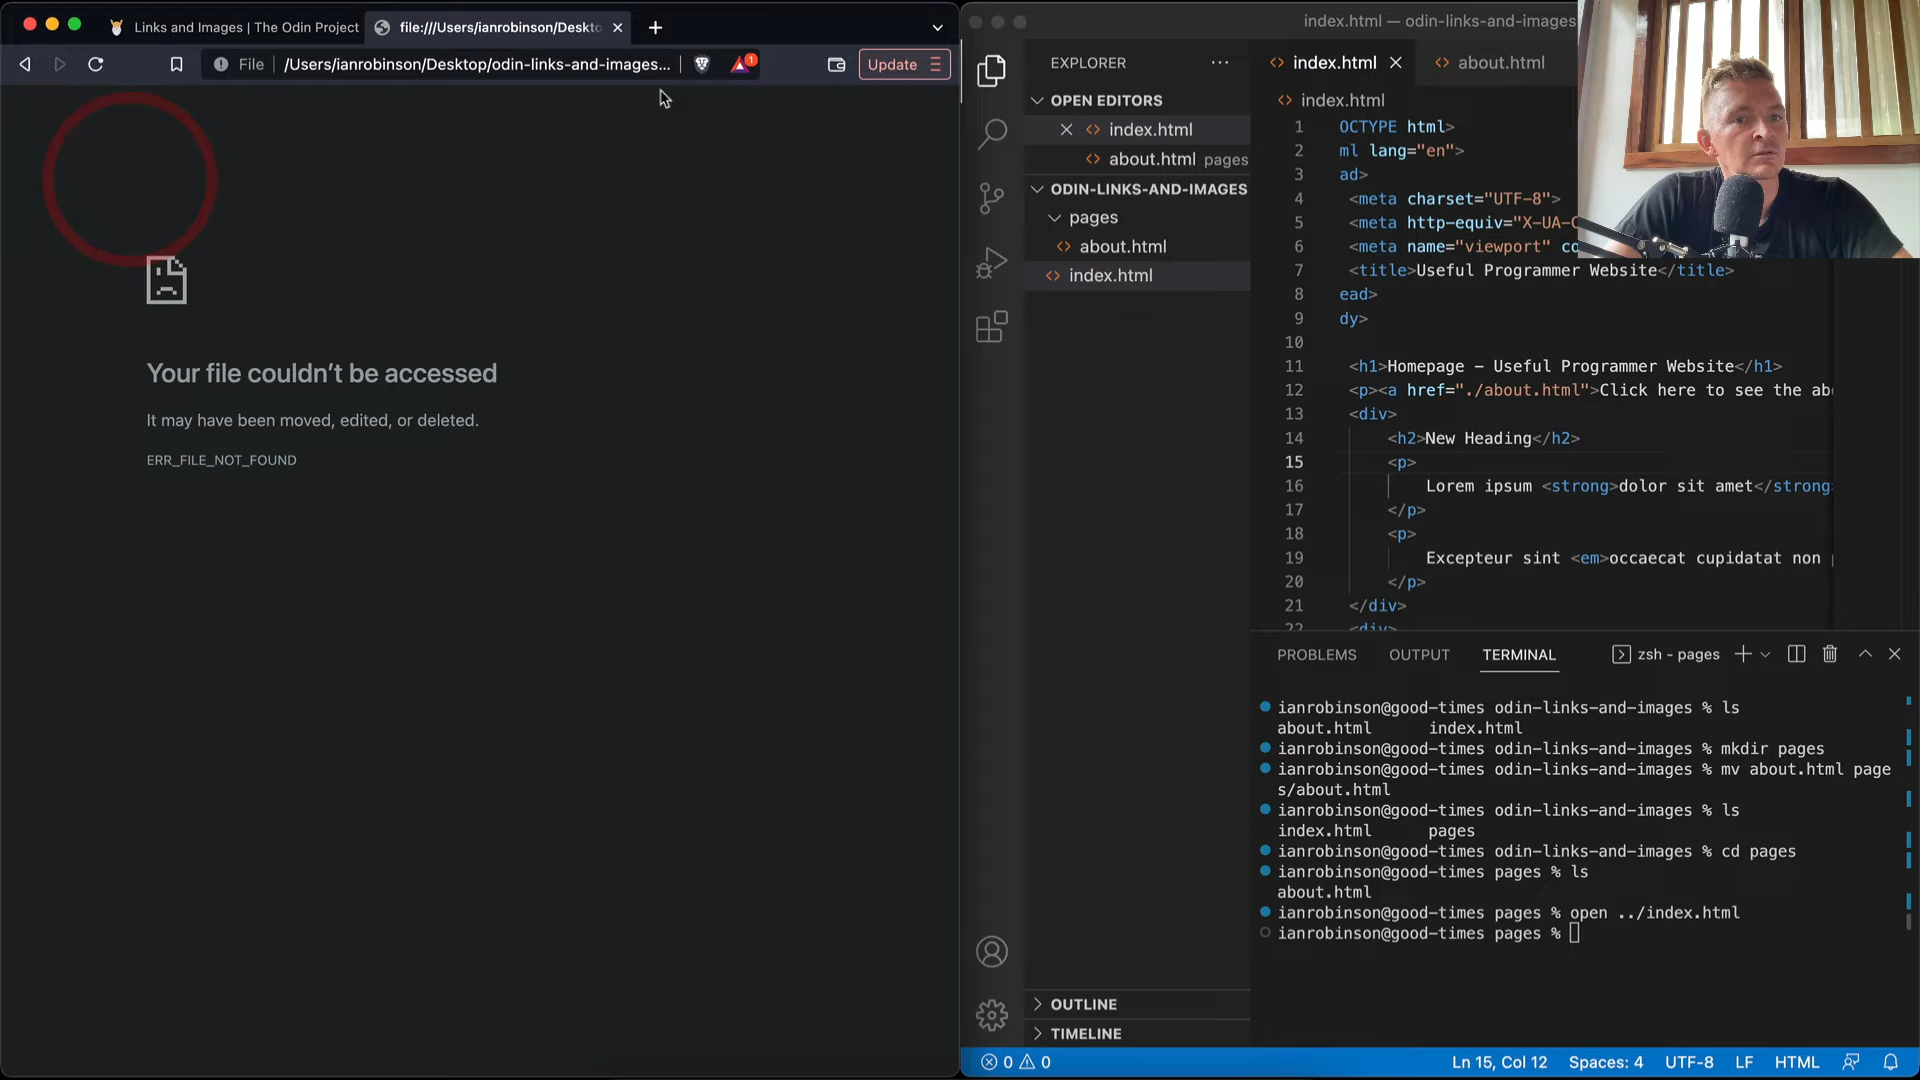 Links and Images | The Odin Project
file:///Users/ianrobinson/Deskto
File
/Users/ianrobinson/Desktop/odin-links-and-images...
1
Update
Your file couldn’t be accessed
It may have been moved, edited, or deleted.
ERR_FILE_NOT_FOUND
index.html — odin-links-and-images
EXPLORER
OPEN EDITORS
index.html
about.html pages
ODIN-LINKS-AND-IMAGES
pages
about.html
index.html
OUTLINE
TIMELINE
index.html
about.html
index.html
1 OCTYPE html>
2 ml lang="en">
3 ad>
4 <meta charset="UTF-8">
5 <meta http-equiv="X-UA-C
6 <meta name="viewport" co
7 <title>Useful Programmer Website</title>
8 ead>
9 dy>
10
11 <h1>Homepage - Useful Programmer Website</h1>
12 <p><a href="./about.html">Click here to see the abo
13 <div>
14 <h2>New Heading</h2>
15 <p>
16 Lorem ipsum <strong>dolor sit amet</strong
17 </p>
18 <p>
19 Excepteur sint <em>occaecat cupidatat non
20 </p>
21 </div>
22 <div>
PROBLEMS OUTPUT TERMINAL
zsh - pages
ianrobinson@good-times odin-links-and-images % ls
about.html index.html
ianrobinson@good-times odin-links-and-images % mkdir pages
ianrobinson@good-times odin-links-and-images % mv about.html page
s/about.html
ianrobinson@good-times odin-links-and-images % ls
index.html pages
ianrobinson@good-times odin-links-and-images % cd pages
ianrobinson@good-times pages % ls
about.html
ianrobinson@good-times pages % open ../index.html
ianrobinson@good-times pages %
0 0
Ln 15, Col 12 Spaces: 4 UTF-8 LF HTML